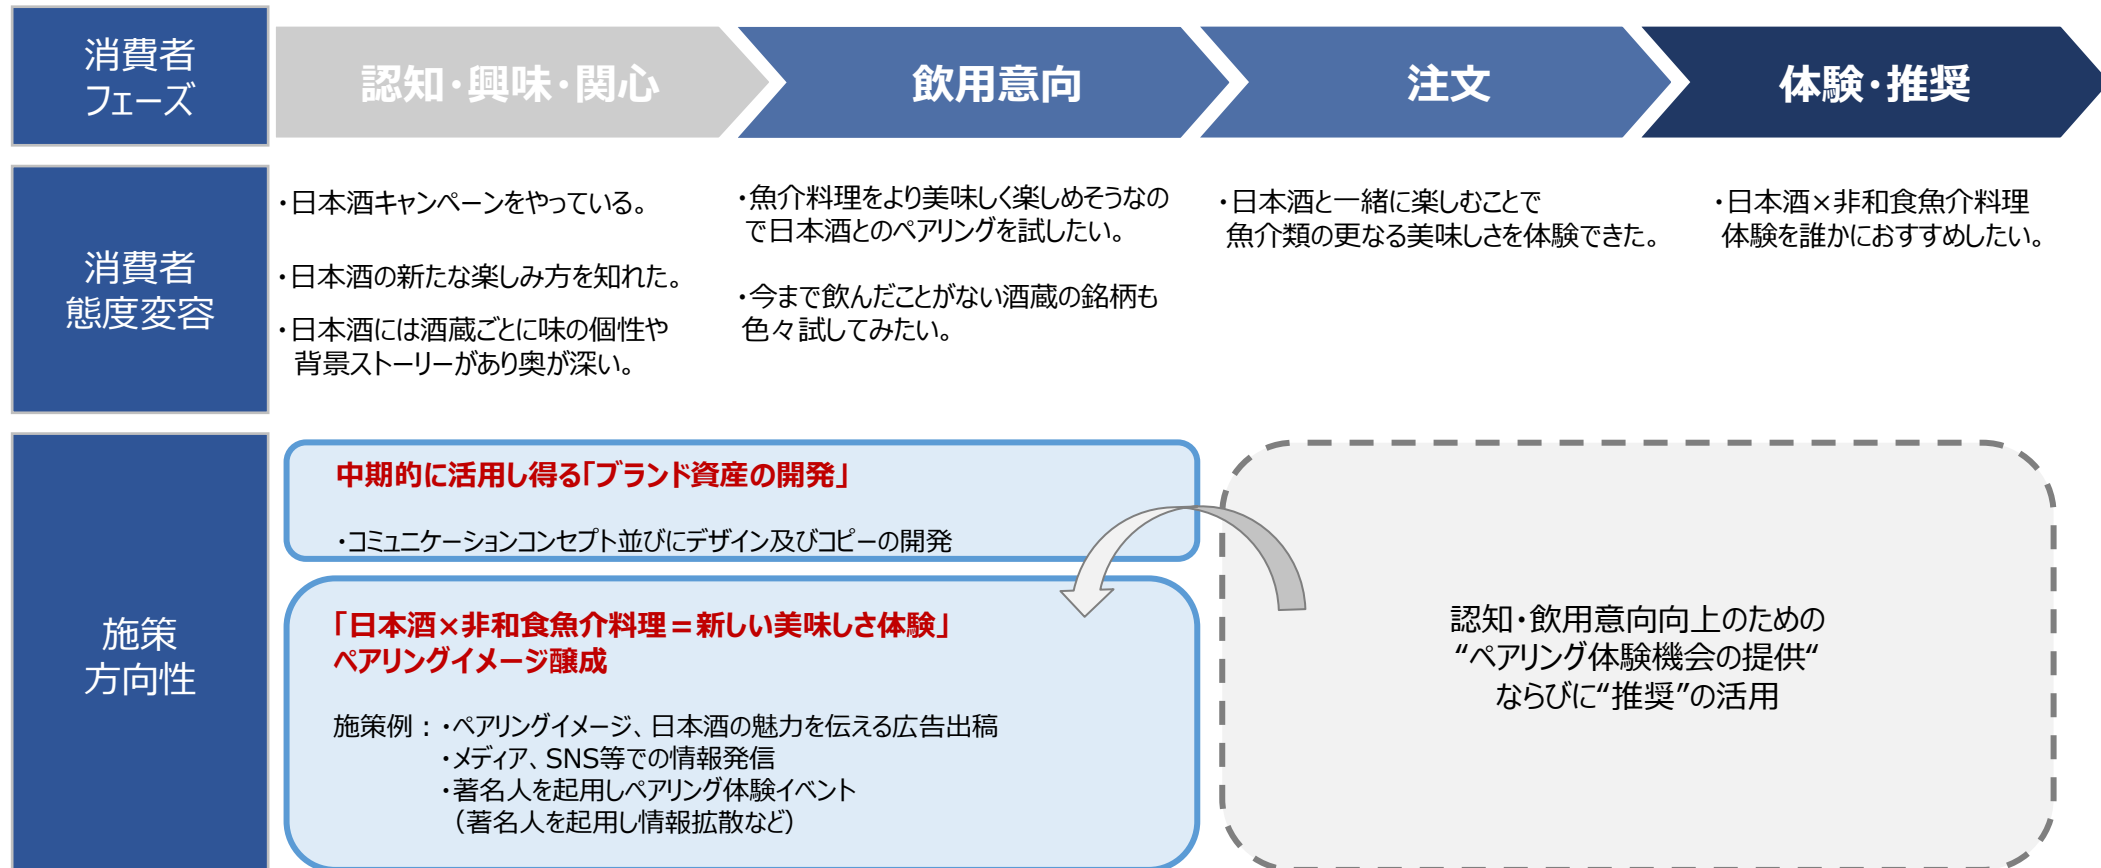 消費者
フェーズ
認知・興味・関心
飲用意向
注文
体験・推奨
消費者
態度変容
・日本酒キャンペーンをやっている。
・日本酒の新たな楽しみ方を知れた。
・日本酒には酒蔵ごとに味の個性や
背景ストーリーがあり奥が深い。
・魚介料理をより美味しく楽しめそうなの
で日本酒とのペアリングを試したい。
・今まで飲んだことがない酒蔵の銘柄も
色々試してみたい。
・日本酒と一緒に楽しむことで
魚介類の更なる美味しさを体験できた。
・日本酒×非和食魚介料理
体験を誰かにおすすめしたい。
施策
方向性
中期的に活用し得る「ブランド資産の開発」
・コミュニケーションコンセプト並びにデザイン及びコピーの開発
「日本酒×非和食魚介料理＝新しい美味しさ体験」
ペアリングイメージ醸成
施策例：・ペアリングイメージ、日本酒の魅力を伝える広告出稿
・メディア、SNS等での情報発信
・著名人を起用しペアリング体験イベント
（著名人を起用し情報拡散など）
認知・飲用意向向上のための
“ペアリング体験機会の提供“
ならびに“推奨”の活用